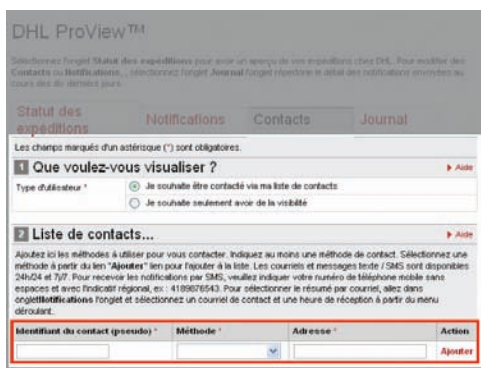 DHL ProView™
Sélectionnez l'onglet Statut des expéditions pour avoir un aperçu de vos expéditions chez DHL. Pour modifier des
Contacts ou Notifications, , sélectionnez l'onglet Journal l'onglet répertorie le détail des notifications envoyées au
cours des dix derniers jours.
Statut des
expéditions
Notifications
Contacts
Journal
Les champs marqués d'un astérisque (*) sont obligatoires.
1 Que voulez-vous visualiser ?
Aide
Type d'utilisateur *
Je souhaite être contacté via ma liste de contacts
Je souhaite seulement avoir de la visibilité
2 Liste de contacts...
Aide
Ajoutez ici les méthodes à utiliser pour vous contacter. Indiquez au moins une méthode de contact. Sélectionnez une
méthode à partir du lien "Ajouter" lien pour l'ajouter à la liste. Les courriels et messages texte / SMS sont disponibles
24h/24 et 7j/7. Pour recevoir les notifications par SMS, veuillez indiquer votre numéro de téléphone mobile sans
espaces et avec l'indicatif régional, ex : 4189876543. Pour sélectionner le résumé par courriel, allez dans
ongletNotifications l'onglet et sélectionnez un courriel de contact et une heure de réception à partir du menu
déroulant.
Identifiant du contact (pseudo) * Méthode * Adresse * Action
Ajouter